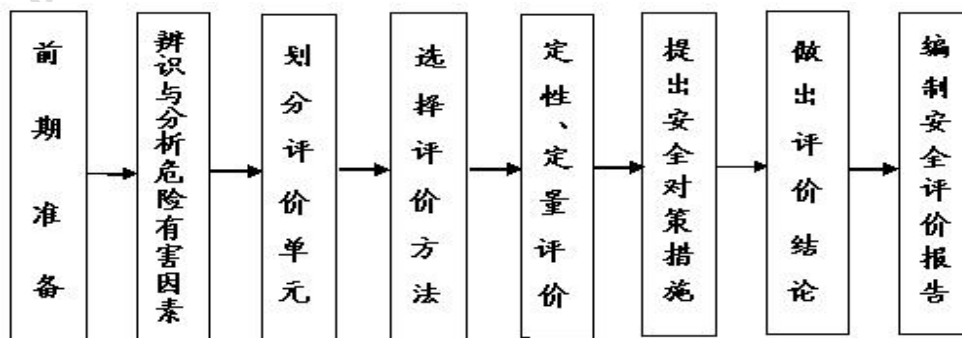 前期准备
辨识与分析危险有害因素
划分评价单元
选择评价方法
定性、定量评价
提出安全对策措施
做出评价结论
编制安全评价报告